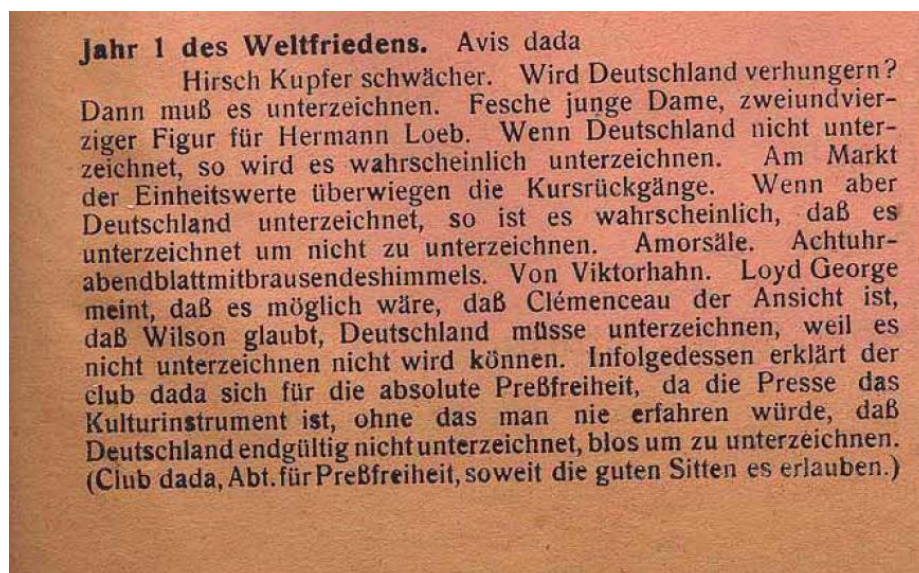 Jahr 1 des Weltfriedens. Avis dada
Hirsch Kupfer schwächer. Wird Deutschland verhungern?
Dann muß es unterzeichnen. Fesche junge Dame, zweiundvier-
ziger Figur für Hermann Loeb. Wenn Deutschland nicht unter-
zeichnet, so wird es wahrscheinlich unterzeichnen. Am Markt
der Einheitswerte überwiegen die Kursrückgänge. Wenn aber
Deutschland unterzeichnet, so ist es wahrscheinlich, daß es
unterzeichnet um nicht zu unterzeichnen. Amorsäle. Achtuhr-
abendblattmitbrausendeshimmels. Von Viktorhahn. Loyd George
meint, daß es möglich wäre, daß Clémenceau der Ansicht ist,
daß Wilson glaubt, Deutschland müsse unterzeichnen, weil es
nicht unterzeichnen nicht wird können. Infolgedessen erklärt der
club dada sich für die absolute Preßfreiheit, da die Presse das
Kulturinstrument ist, ohne das man nie erfahren würde, daß
Deutschland endgültig nicht unterzeichnet, blos um zu unterzeichnen.
(Club dada, Abt. für Preßfreiheit, soweit die guten Sitten es erlauben.)